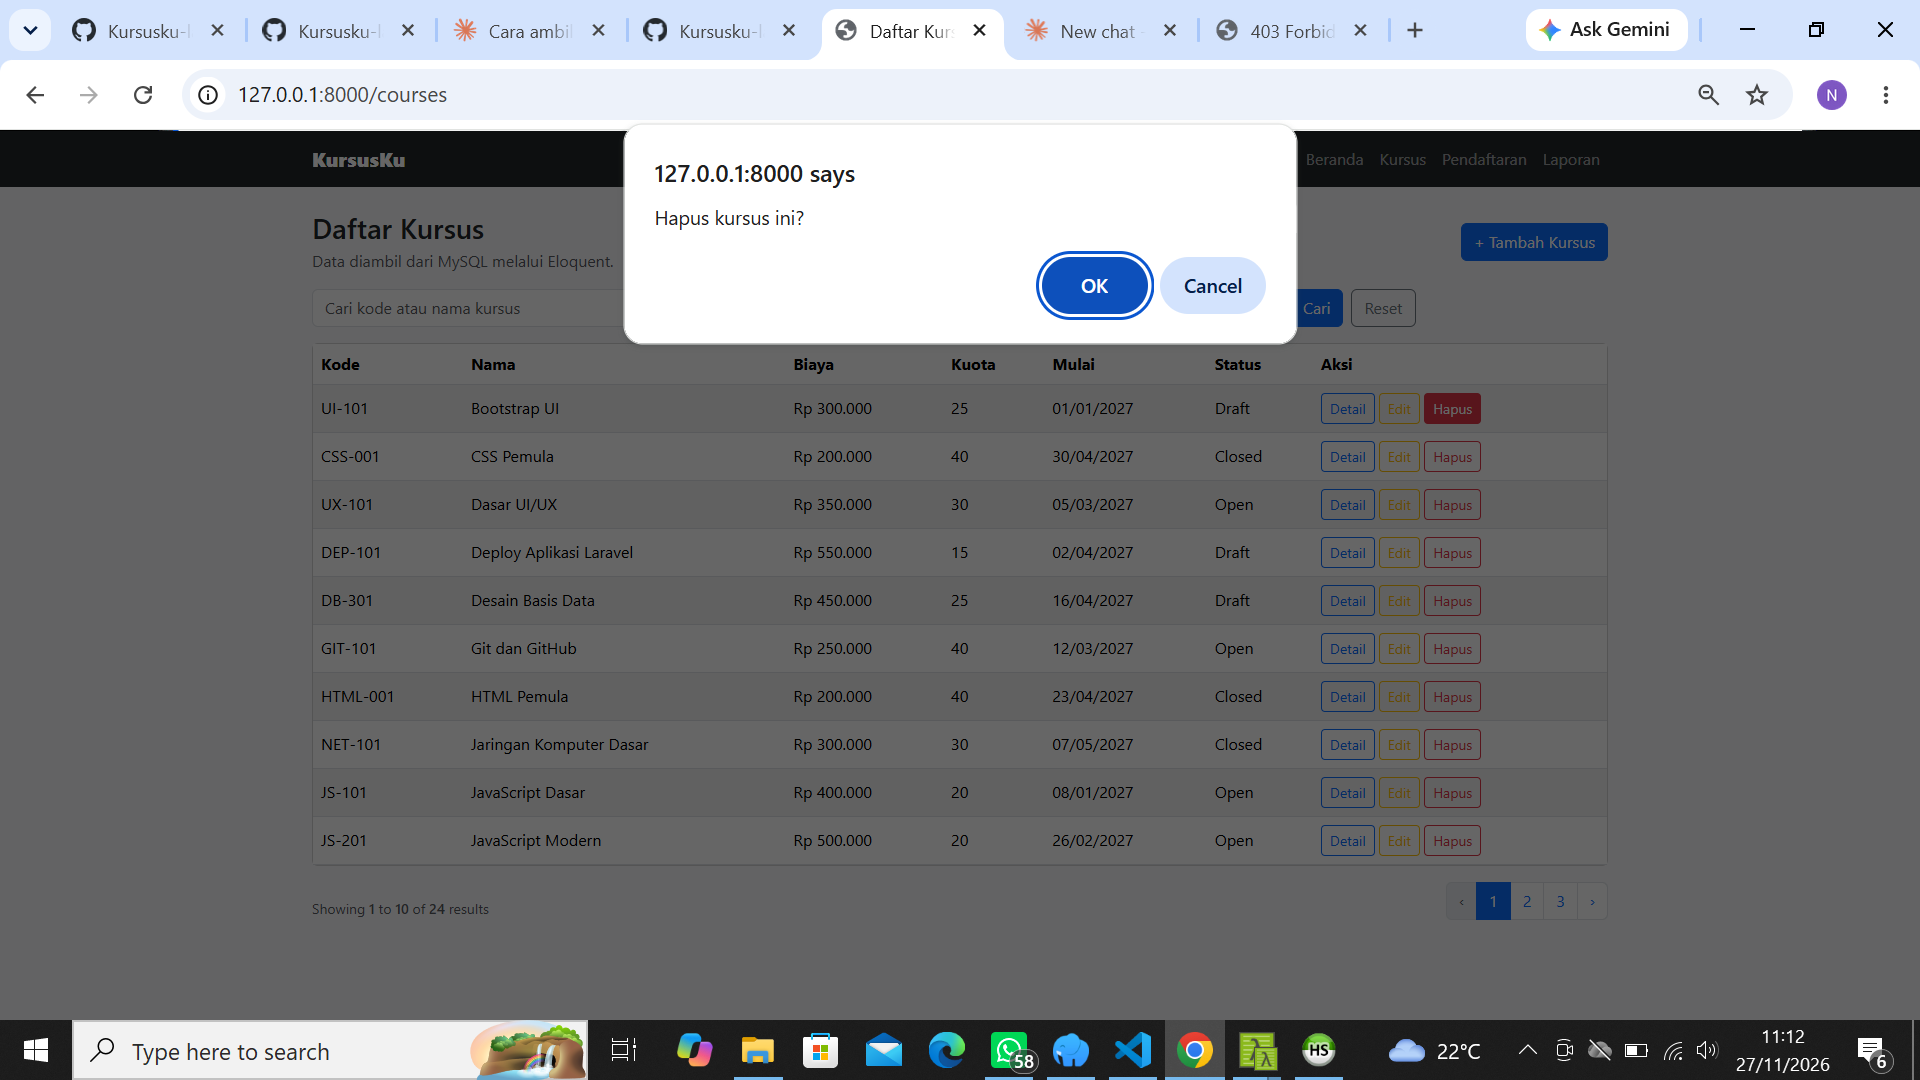 Kursusku-l
Kursusku-l
Cara ambil
Kursusku-l
Daftar Kurs
New chat -
403 Forbid
Ask Gemini
127.0.0.1:8000/courses
N
127.0.0.1:8000 says
Hapus kursus ini?
OK
Cancel
KursusKu
Beranda
Kursus
Pendaftaran
Laporan
Daftar Kursus
Data diambil dari MySQL melalui Eloquent.
+ Tambah Kursus
Cari kode atau nama kursus
Cari
Reset
Kode Nama Biaya Kuota Mulai Status Aksi
UI-101 Bootstrap UI Rp 300.000 25 01/01/2027 Draft Detail Edit Hapus
CSS-001 CSS Pemula Rp 200.000 40 30/04/2027 Closed Detail Edit Hapus
UX-101 Dasar UI/UX Rp 350.000 30 05/03/2027 Open Detail Edit Hapus
DEP-101 Deploy Aplikasi Laravel Rp 550.000 15 02/04/2027 Draft Detail Edit Hapus
DB-301 Desain Basis Data Rp 450.000 25 16/04/2027 Draft Detail Edit Hapus
GIT-101 Git dan GitHub Rp 250.000 40 12/03/2027 Open Detail Edit Hapus
HTML-001 HTML Pemula Rp 200.000 40 23/04/2027 Closed Detail Edit Hapus
NET-101 Jaringan Komputer Dasar Rp 300.000 30 07/05/2027 Closed Detail Edit Hapus
JS-101 JavaScript Dasar Rp 400.000 20 08/01/2027 Open Detail Edit Hapus
JS-201 JavaScript Modern Rp 500.000 20 26/02/2027 Open Detail Edit Hapus
Showing 1 to 10 of 24 results
‹ 1 2 3 ›
Type here to search
58
HS
22°C
11:12
27/11/2026
6